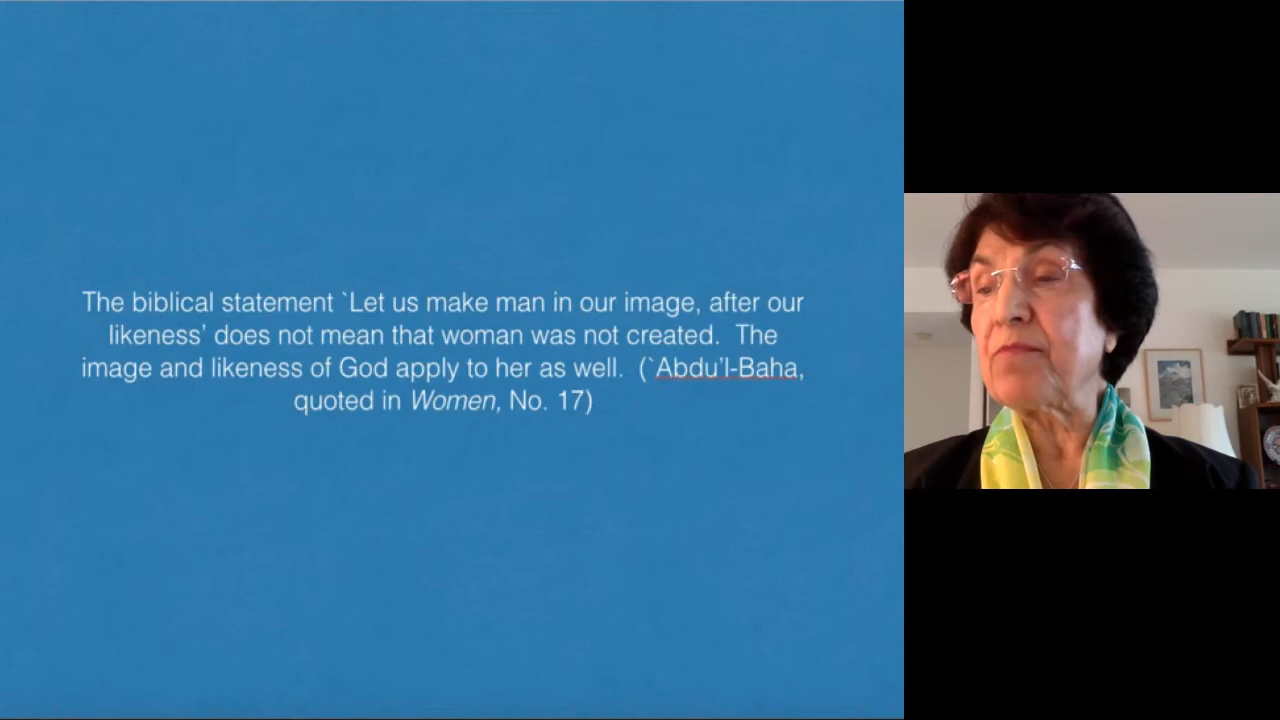 The biblical statement `Let us make man in our image, after our
likeness’ does not mean that woman was not created.  The
image and likeness of God apply to her as well.  (`Abdu’l-Baha,
quoted in Women, No. 17)